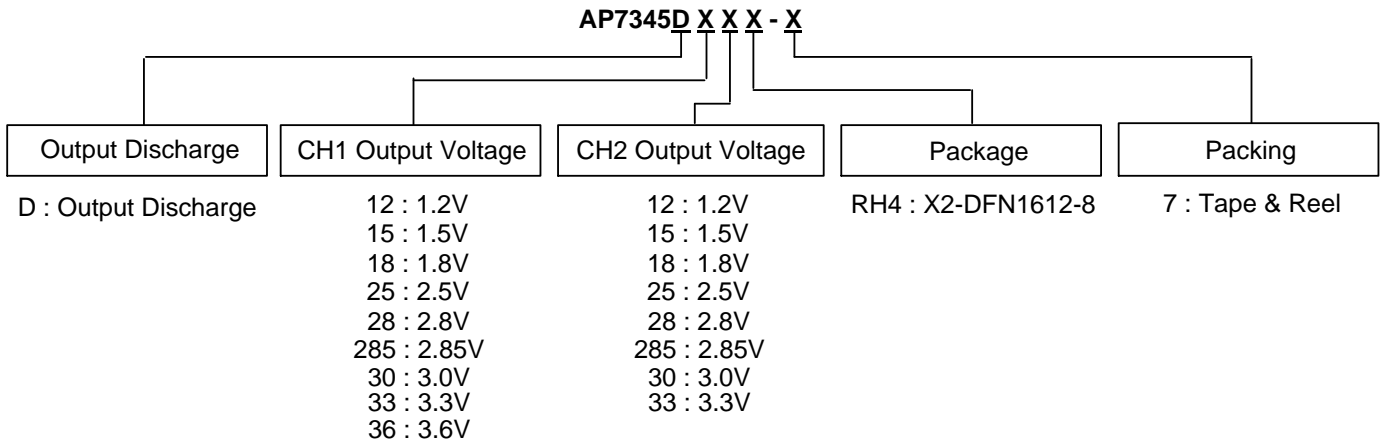 AP7345D X X X - X
Output Discharge
CH1 Output Voltage
CH2 Output Voltage
Package
Packing
D : Output Discharge
12 : 1.2V
15 : 1.5V
18 : 1.8V
25 : 2.5V
28 : 2.8V
285 : 2.85V
30 : 3.0V
33 : 3.3V
36 : 3.6V
12 : 1.2V
15 : 1.5V
18 : 1.8V
25 : 2.5V
28 : 2.8V
285 : 2.85V
30 : 3.0V
33 : 3.3V
RH4 : X2-DFN1612-8
7 : Tape & Reel